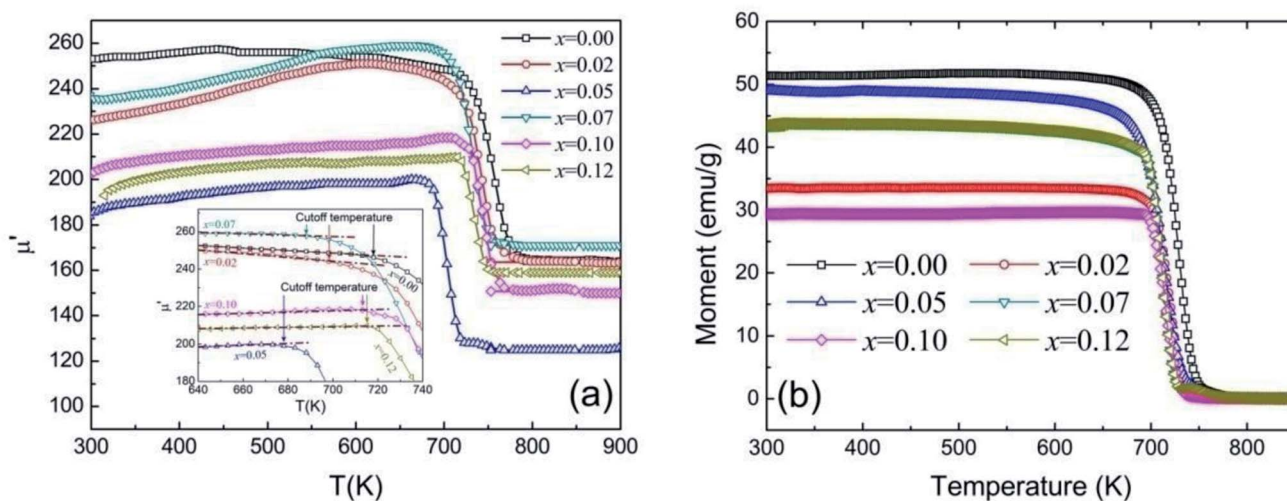 260
240
220
200
180
160
140
120
100
μ'
300 400 500 600 700 800 900
T(K)
x=0.00
x=0.02
x=0.05
x=0.07
x=0.10
x=0.12
(a)
Cutoff temperature
x=0.07
x=0.02
x=0.00
Cutoff temperature
x=0.10
x=0.05
x=0.12
260
240
220
200
180
μ'
640 660 680 700 720 740
T(K)
60
50
40
30
20
10
0
Moment (emu/g)
x=0.00 x=0.02
x=0.05 x=0.07
x=0.10 x=0.12
(b)
300 400 500 600 700 800
Temperature (K)